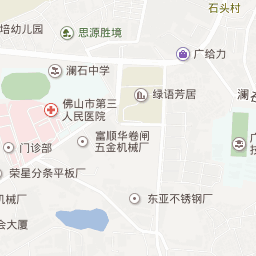 石头村
培幼儿园
思源胜境
广给力
澜石中学
绿语芳居
澜
佛山市第三
人民医院
富顺华卷闸
五金机械厂
门诊部
荣星分条平板厂
机械厂
东亚不锈钢厂
会大厦